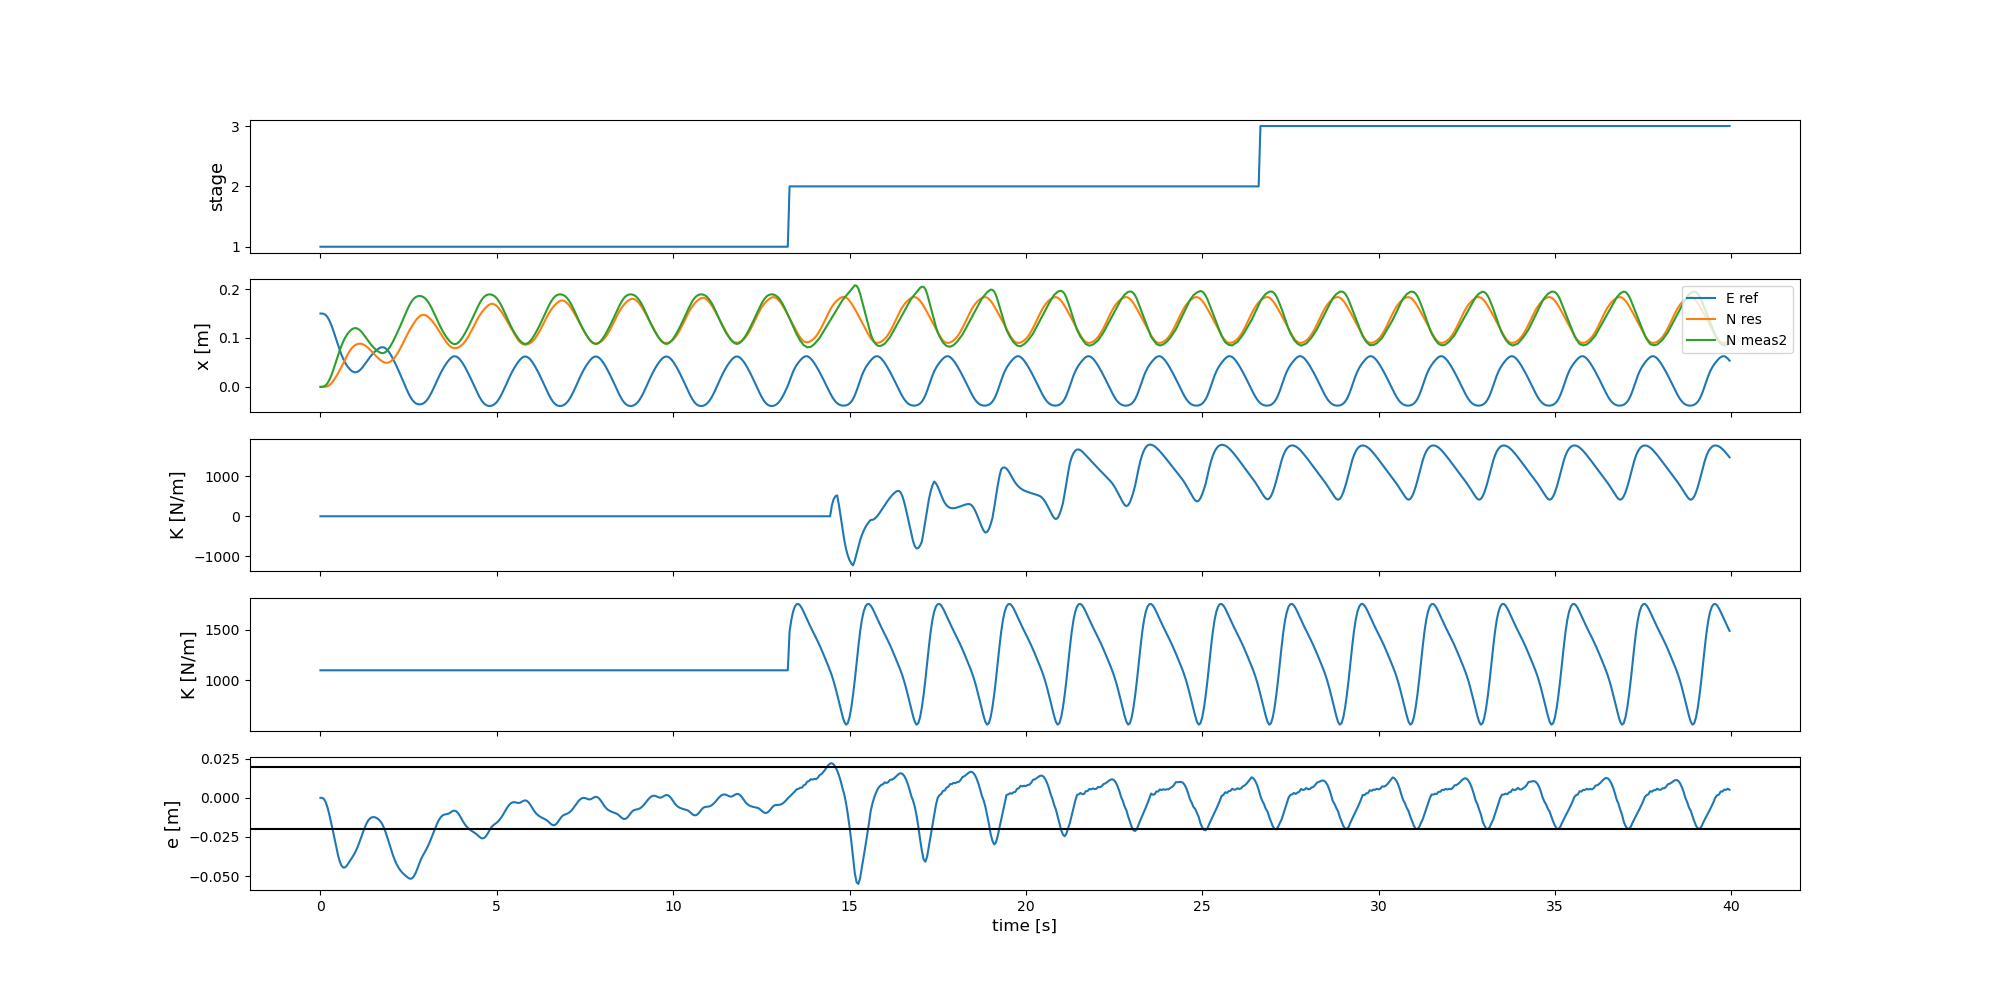 3
2
1
stage
0.2
0.1
0.0
x [m]
E ref
N res
N meas2
1000
0
−1000
K [N/m]
1500
1000
K [N/m]
0.025
0.000
−0.025
−0.050
e [m]
0 5 10 15 20 25 30 35 40
time [s]